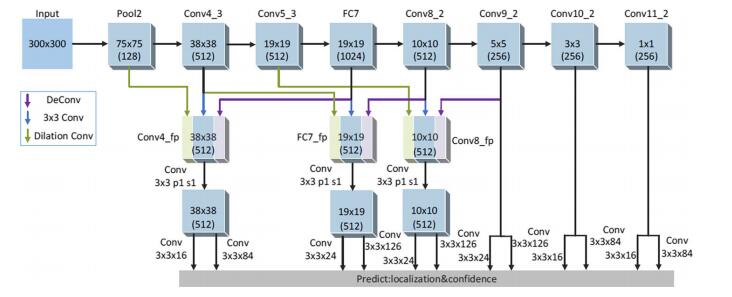 Input
Pool2
Conv4_3
Conv5_3
FC7
Conv8_2
Conv9_2
Conv10_2
Conv11_2
300x300
75x75
(128)
38x38
(512)
19x19
(512)
19x19
(1024)
10x10
(512)
5x5
(256)
3x3
(256)
1x1
(256)
DeConv
3x3 Conv
Dilation Conv
Conv4_fp
38x38
(512)
FC7_fp
19x19
(512)
10x10
(512)
Conv8_fp
Conv
3x3 p1 s1
Conv
3x3 p1 s1
Conv
3x3 p1 s1
38x38
(512)
19x19
(512)
10x10
(512)
Conv
3x3x16
Conv
3x3x84
Conv
3x3x24
Conv
3x3x126
3x3x24
Conv
3x3x126
3x3x24
Conv
3x3x126
3x3x16
Conv
3x3x84
3x3x16
Conv
3x3x84
Predict:localization&confidence